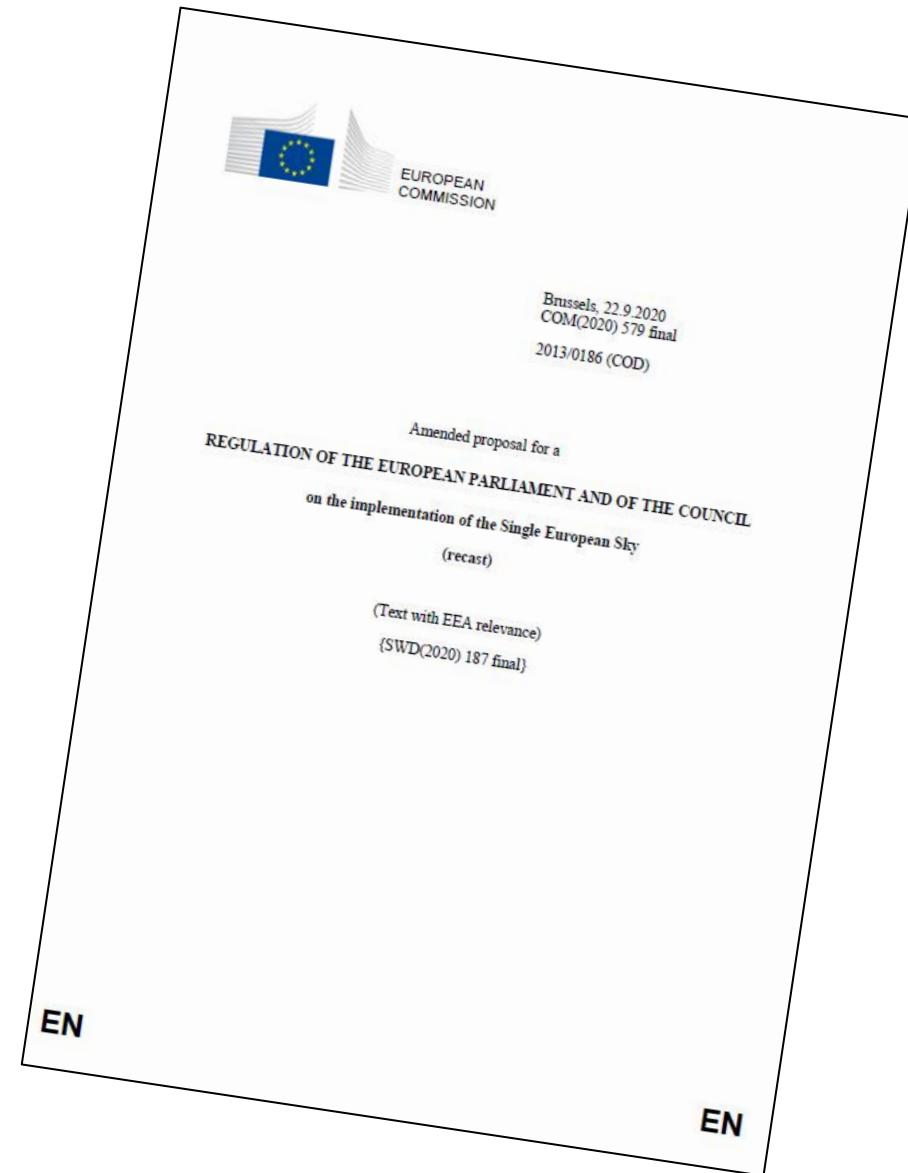 EUROPEAN
COMMISSION
Brussels, 22.9.2020
COM(2020) 579 final
2013/0186 (COD)
Amended proposal for a
REGULATION OF THE EUROPEAN PARLIAMENT AND OF THE COUNCIL
on the implementation of the Single European Sky
(recast)
(Text with EEA relevance)
{SWD(2020) 187 final}
EN
EN